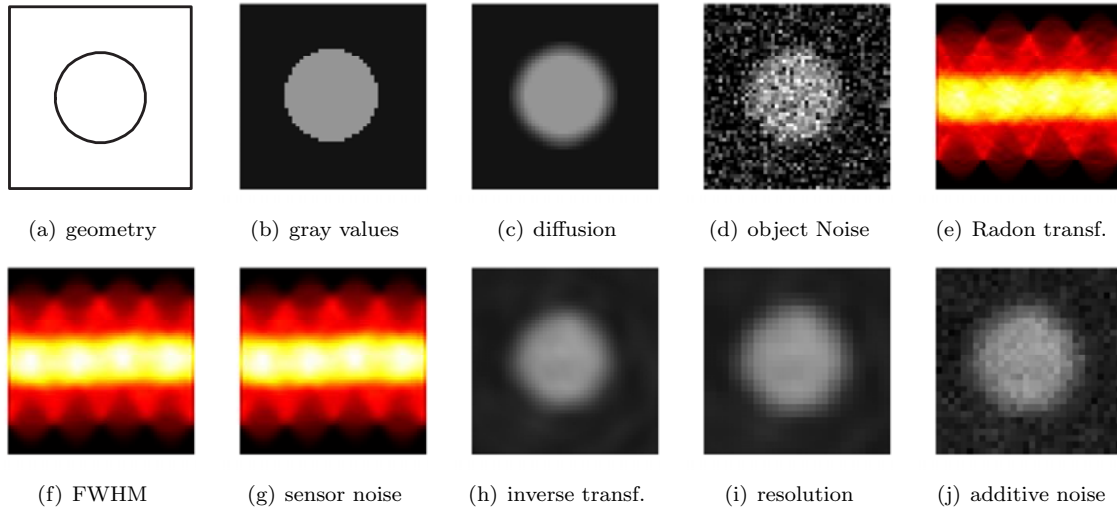 (a) geometry
(b) gray values
(c) diffusion
(d) object Noise
(e) Radon transf.
(f) FWHM
(g) sensor noise
(h) inverse transf.
(i) resolution
(j) additive noise